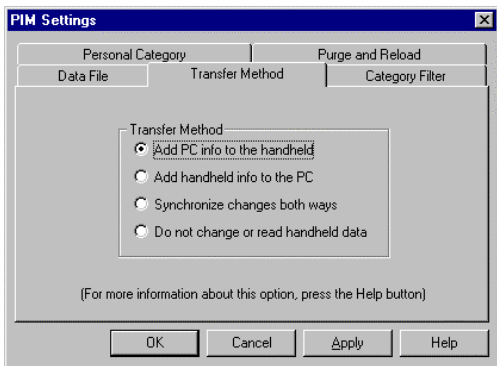 PIM Settings
Personal Category
Purge and Reload
Data File
Transfer Method
Category Filter
Transfer Method
Add PC info to the handheld
Add handheld info to the PC
Synchronize changes both ways
Do not change or read handheld data
(For more information about this option, press the Help button)
OK
Cancel
Apply
Help